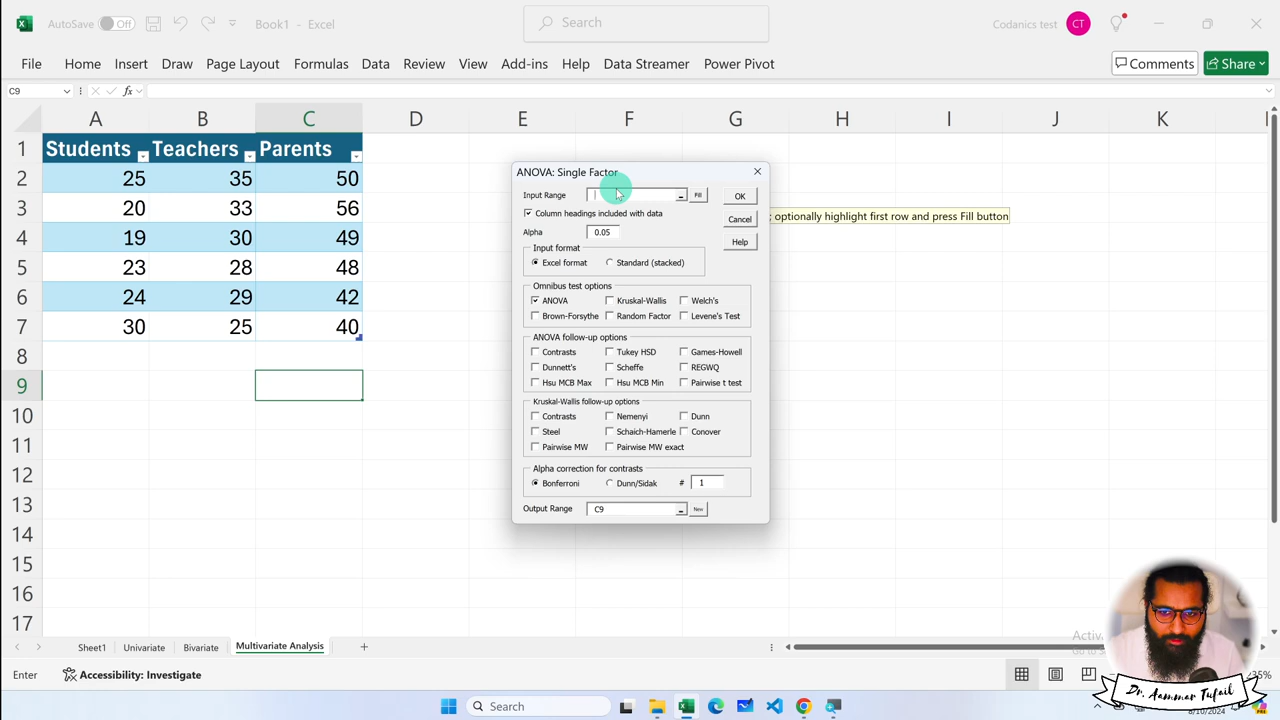 AutoSave Off Book1 - Excel Search Codanics test CT
File Home Insert Draw Page Layout Formulas Data Review View Add-ins Help Data Streamer Power Pivot Comments Share
C9 fx
A B C D E F G H I J K
1 Students Teachers Parents
2 25 35 50
3 20 33 56
4 19 30 49
5 23 28 48
6 24 29 42
7 30 25 40
8
9
10
11
12
13
14
15
16
17
ANOVA: Single Factor
Input Range Fill OK
Column headings included with data Cancel
; optionally highlight first row and press Fill button
Alpha 0.05 Help
Input format
Excel format Standard (stacked)
Omnibus test options
ANOVA Kruskal-Wallis Welch's
Brown-Forsythe Random Factor Levene's Test
ANOVA follow-up options
Contrasts Tukey HSD Games-Howell
Dunnett's Scheffe REGWQ
Hsu MCB Max Hsu MCB Min Pairwise t test
Kruskal-Wallis follow-up options
Contrasts Nemenyi Dunn
Steel Schaich-Hamerle Conover
Pairwise MW Pairwise MW exact
Alpha correction for contrasts
Bonferroni Dunn/Sidak # 1
Output Range C9 New
Sheet1 Univariate Bivariate Multivariate Analysis
Enter Accessibility: Investigate
Search
Dr. Aammar Tufail